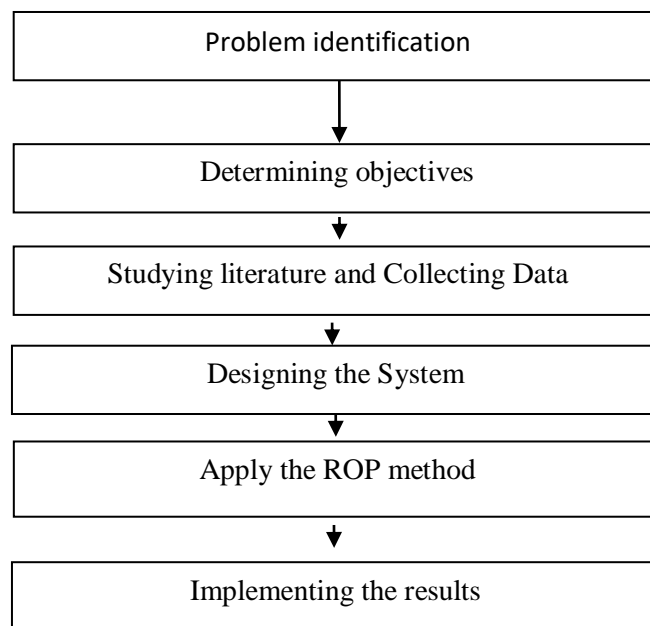 Problem identification
Determining objectives
Studying literature and Collecting Data
Designing the System
Apply the ROP method
Implementing the results